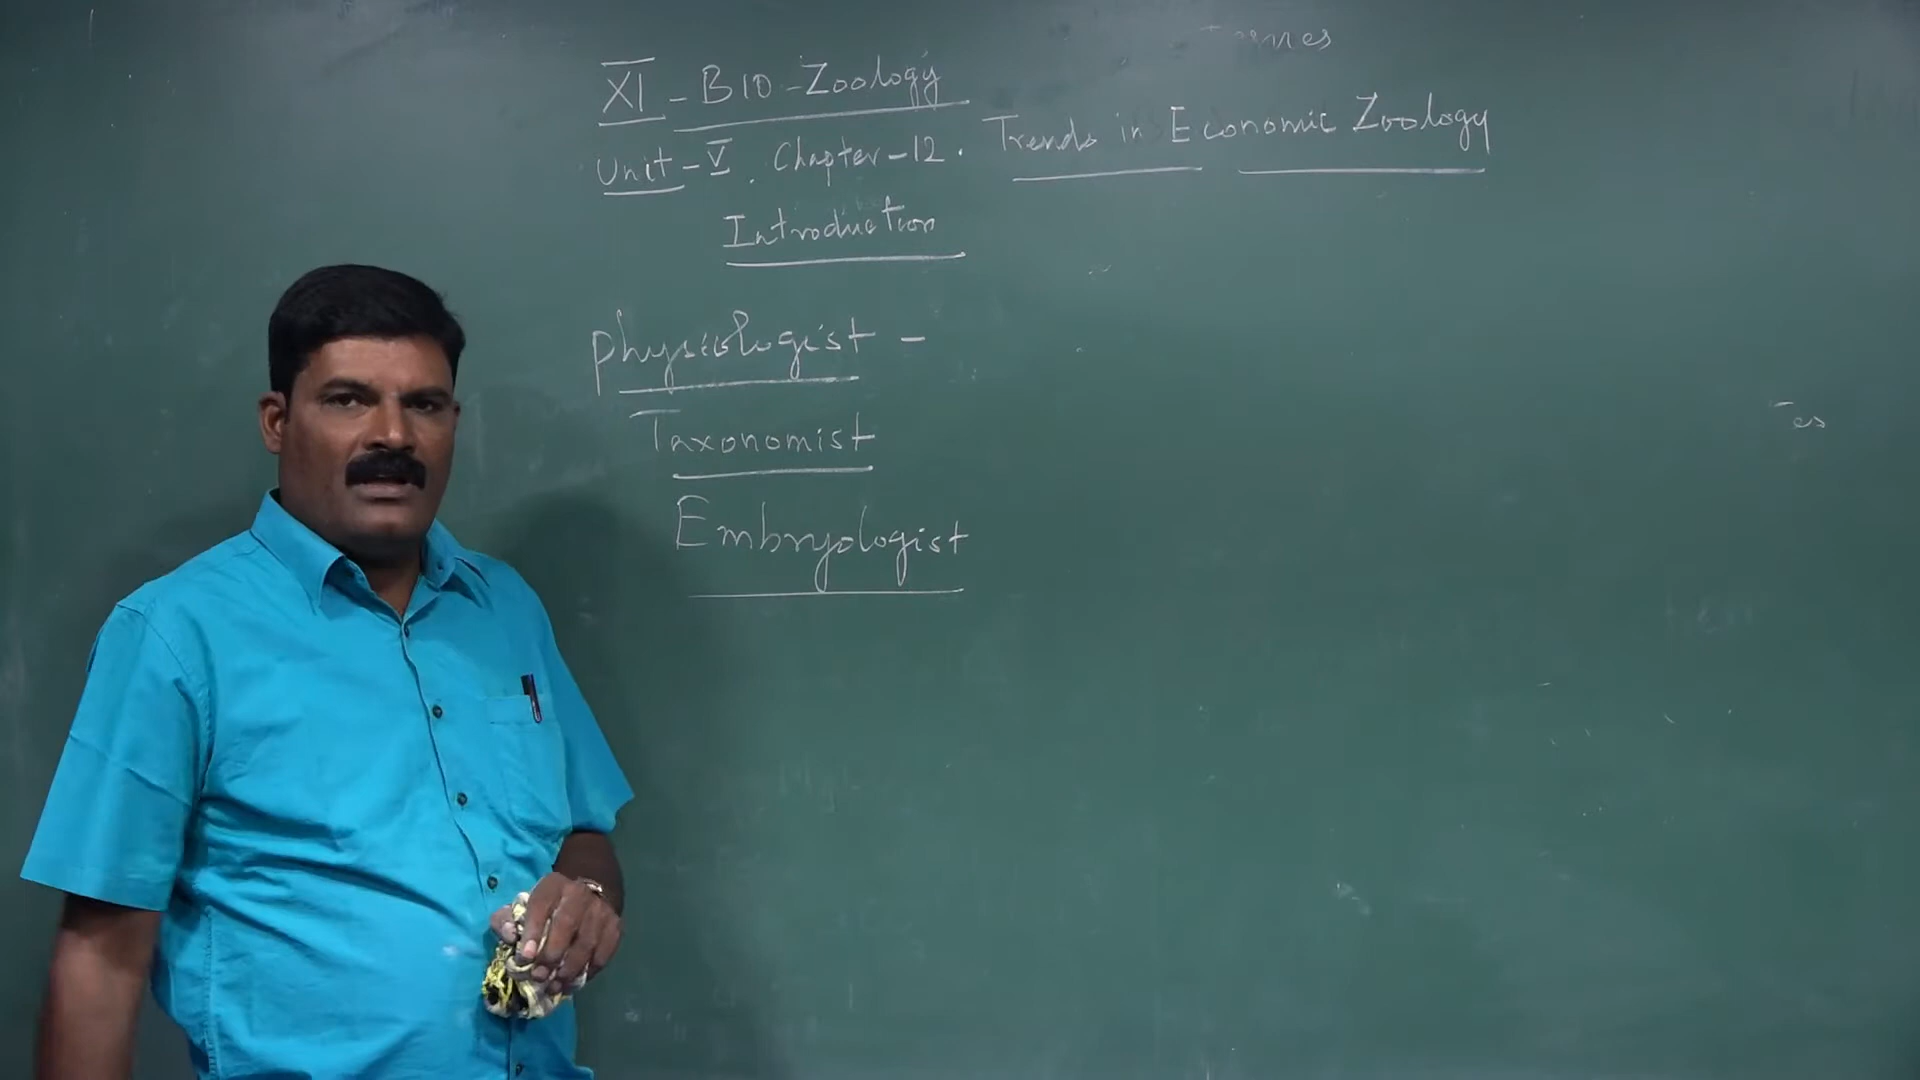 XI - BIO - Zoology
Unit - V . Chapter - 12 . Trends in Economic Zoology
Introduction
Physiologist -
Taxonomist
Embryologist